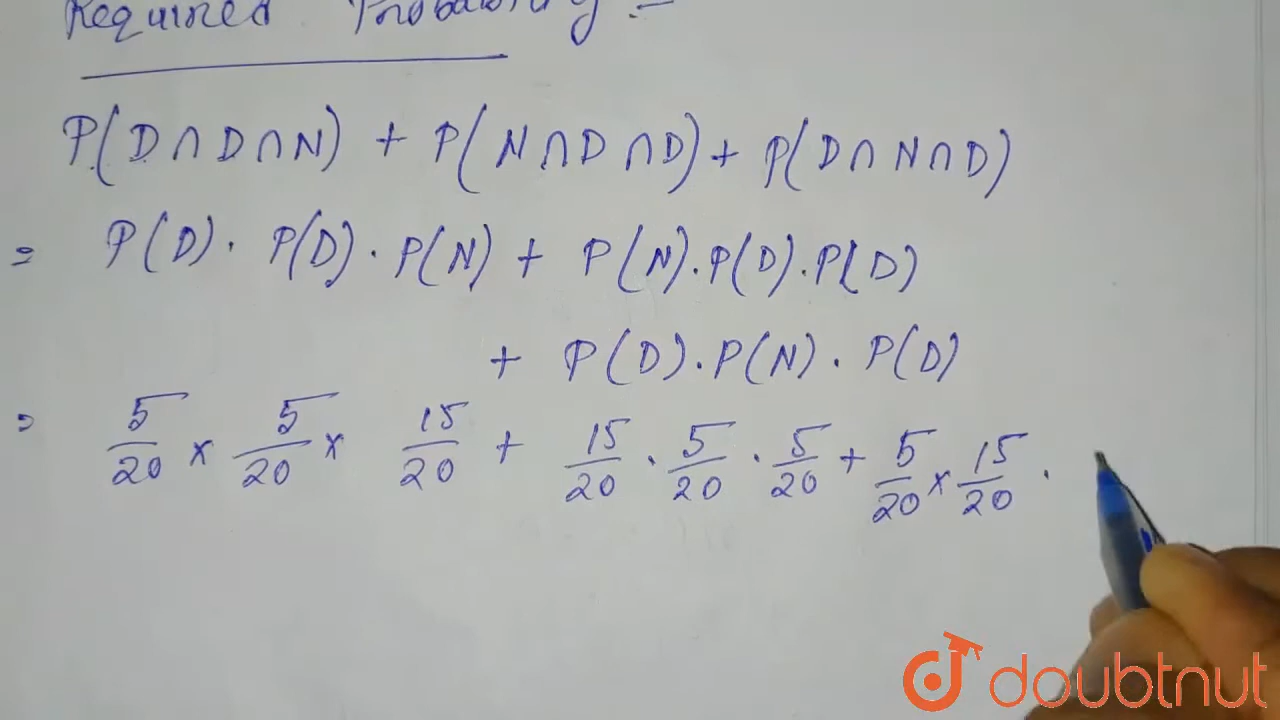 Required Probability :-
P(D∩D∩N) + P(N∩D∩D) + P(D∩N∩D)
= P(D). P(D). P(N) + P(N).P(D).P(D)
+ P(D).P(N). P(D)
= 5/20 x 5/20 x 15/20 + 15/20 . 5/20 . 5/20 + 5/20 x 15/20 .
doubtnut